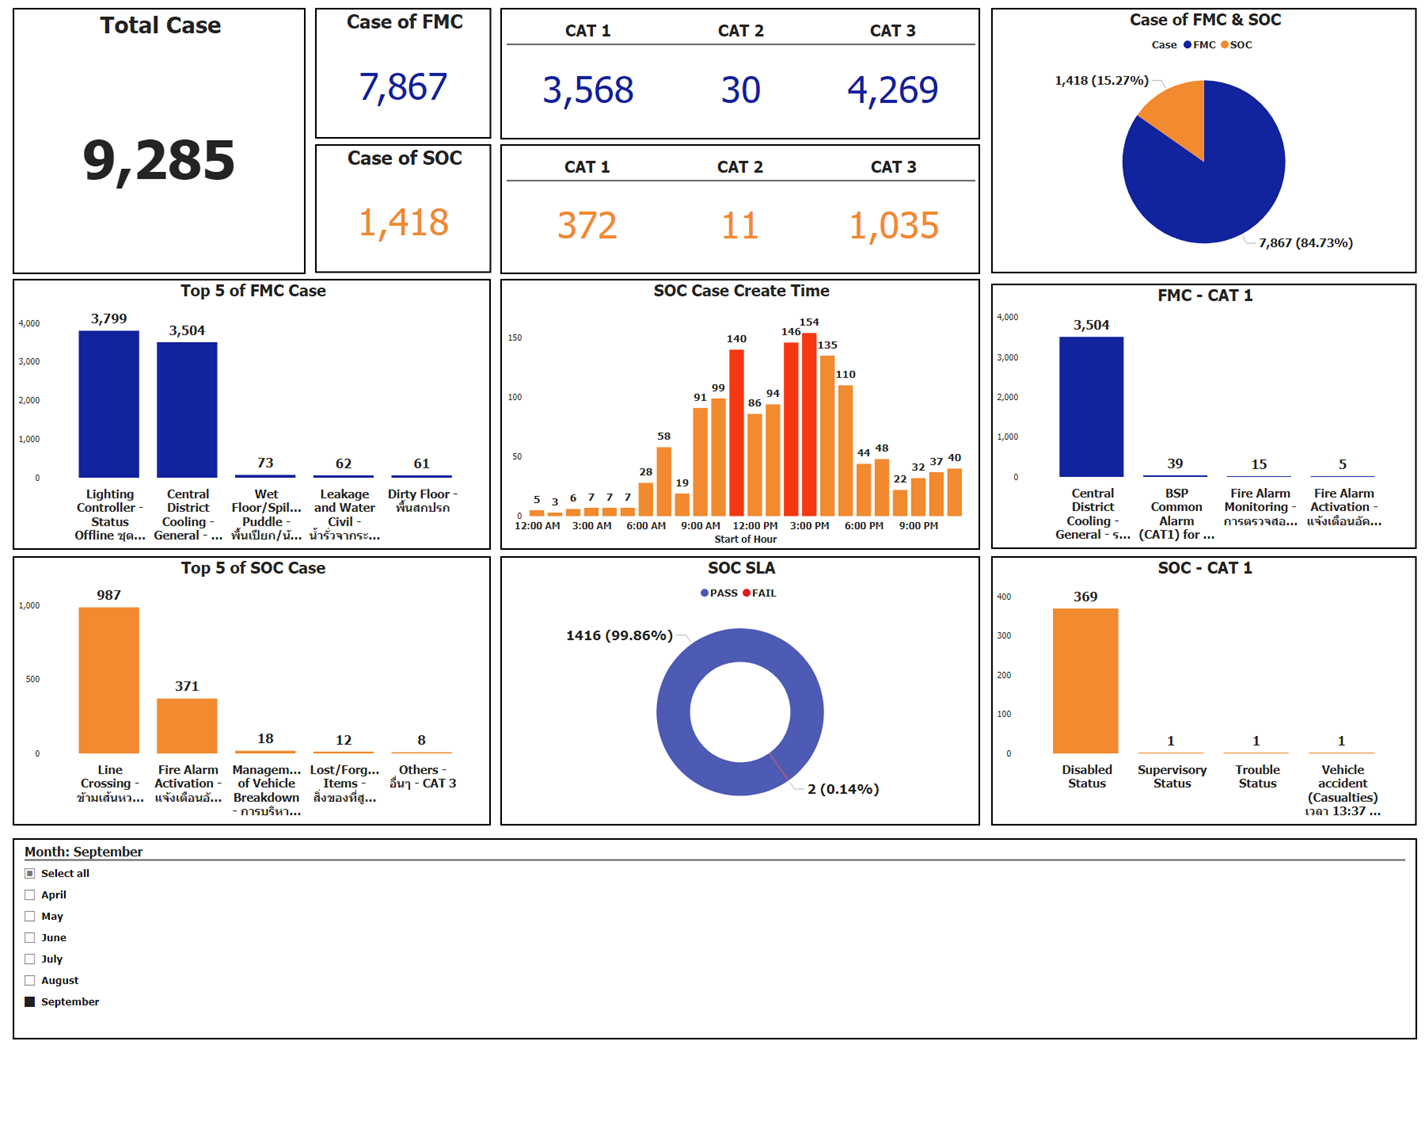 Total Case
9,285
Case of FMC
7,867
CAT 1 CAT 2 CAT 3
3,568 30 4,269
Case of SOC
1,418
CAT 1 CAT 2 CAT 3
372 11 1,035
Case of FMC & SOC
Case FMC SOC
1,418 (15.27%)
7,867 (84.73%)
Top 5 of FMC Case
4,000
3,000
2,000
1,000
0
3,799
3,504
73
62
61
Lighting
Controller -
Status
Offline ชุด...
Central
District
Cooling -
General - ...
Wet
Floor/Spil...
Puddle -
พื้นเปียก/น้...
Leakage
and Water
Civil -
น้ำรั่วจากระ...
Dirty Floor -
พื้นสกปรก
SOC Case Create Time
150
100
50
0
5 3 6 7 7 7 28 58 19 91 99 140 86 94 146 154 135 110 44 48 22 32 37 40
12:00 AM 3:00 AM 6:00 AM 9:00 AM 12:00 PM 3:00 PM 6:00 PM 9:00 PM
Start of Hour
FMC - CAT 1
4,000
3,000
2,000
1,000
0
3,504
39
15
5
Central
District
Cooling -
General - ร...
BSP
Common
Alarm
(CAT1) for ...
Fire Alarm
Monitoring -
การตรวจสอ...
Fire Alarm
Activation -
แจ้งเตือนอัค...
Top 5 of SOC Case
1,000
500
0
987
371
18
12
8
Line
Crossing -
ข้ามเส้นหว...
Fire Alarm
Activation -
แจ้งเตือนอั...
Managem...
of Vehicle
Breakdown
- การบริหา...
Lost/Forg...
Items -
สิ่งของที่สู...
Others -
อื่นๆ - CAT 3
SOC SLA
PASS FAIL
1416 (99.86%)
2 (0.14%)
SOC - CAT 1
400
300
200
100
0
369
1
1
1
Disabled
Status
Supervisory
Status
Trouble
Status
Vehicle
accident
(Casualties)
เวลา 13:37 ...
Month: September
Select all
April
May
June
July
August
September